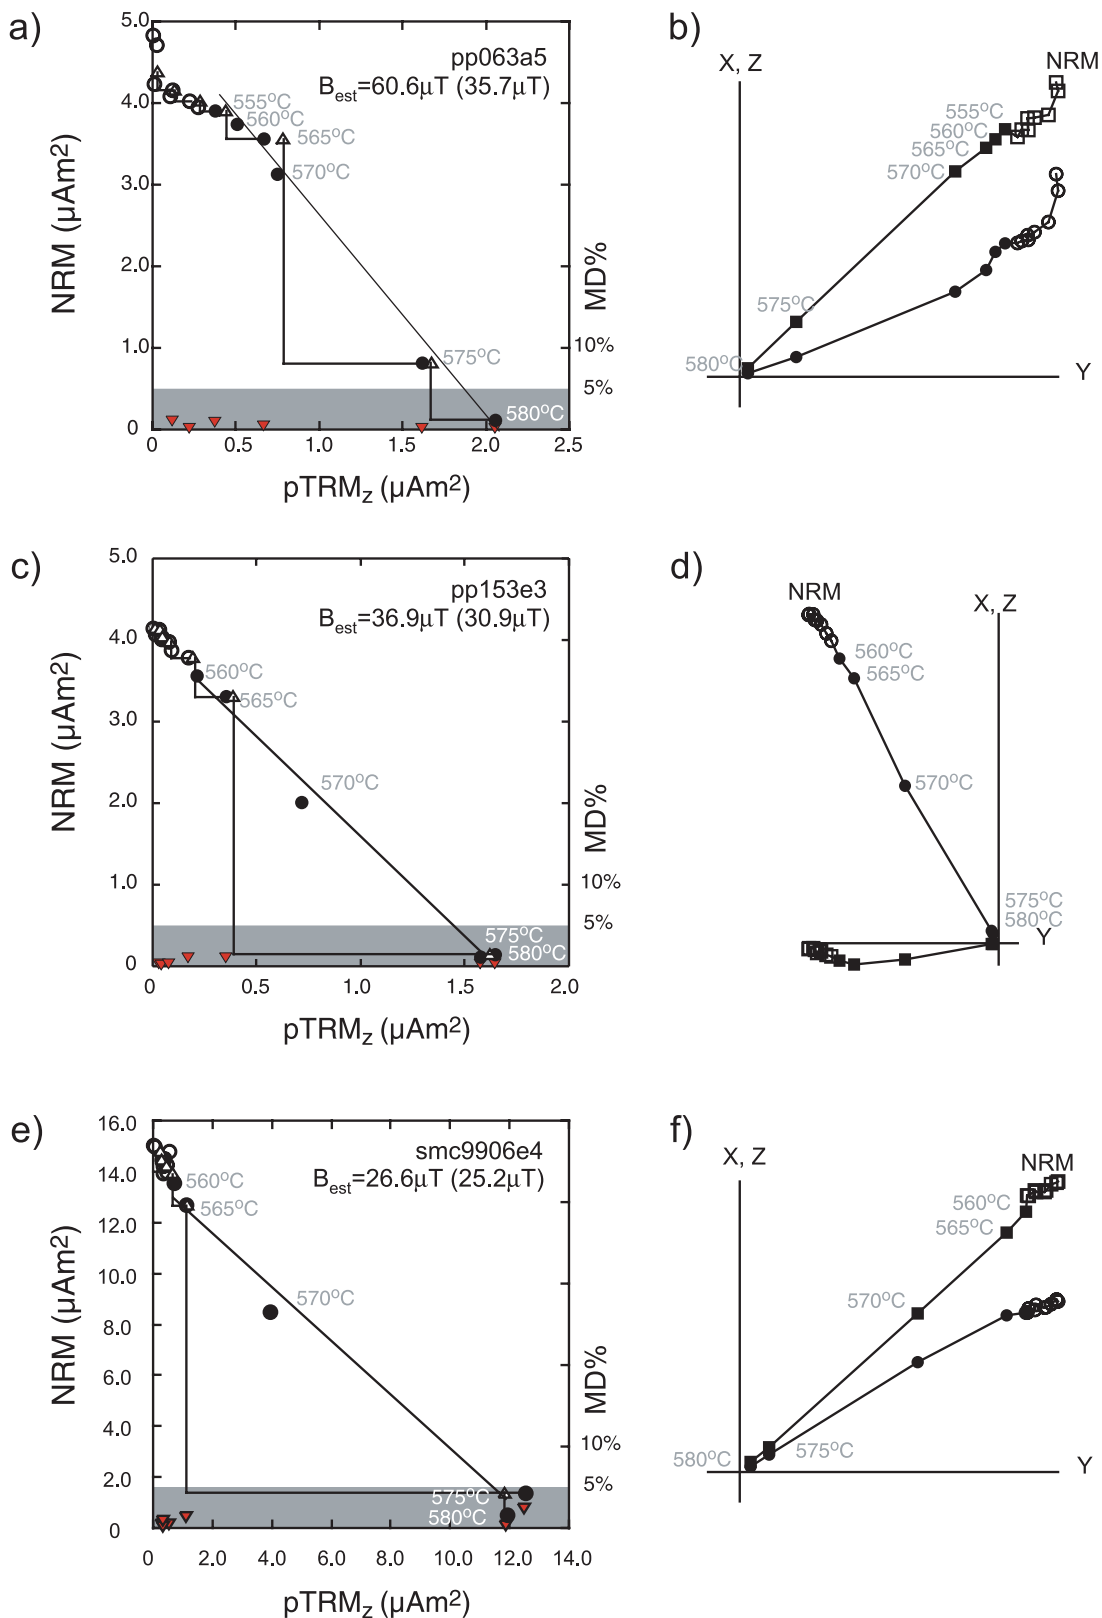 a)
pp063a5
Best=60.6µT (35.7µT)
5.0
4.0
3.0
2.0
1.0
0
NRM (µAm²)
555°C
560°C
565°C
570°C
575°C
580°C
MD%
10%
5%
0 0.5 1.0 1.5 2.0 2.5
pTRMz (µAm²)
b)
X, Z
NRM
555°C
560°C
565°C
570°C
575°C
580°C
Y
c)
pp153e3
Best=36.9µT (30.9µT)
5.0
4.0
3.0
2.0
1.0
0
NRM (µAm²)
560°C
565°C
570°C
575°C
580°C
MD%
10%
5%
0 0.5 1.0 1.5 2.0
pTRMz (µAm²)
d)
NRM
X, Z
560°C
565°C
570°C
575°C
580°C
Y
e)
smc9906e4
Best=26.6µT (25.2µT)
16.0
14.0
12.0
10.0
8.0
6.0
4.0
2.0
0
NRM (µAm²)
560°C
565°C
570°C
575°C
580°C
MD%
10%
5%
0 2.0 4.0 6.0 8.0 10.0 12.0 14.0
pTRMz (µAm²)
f)
X, Z
NRM
560°C
565°C
570°C
575°C
580°C
Y